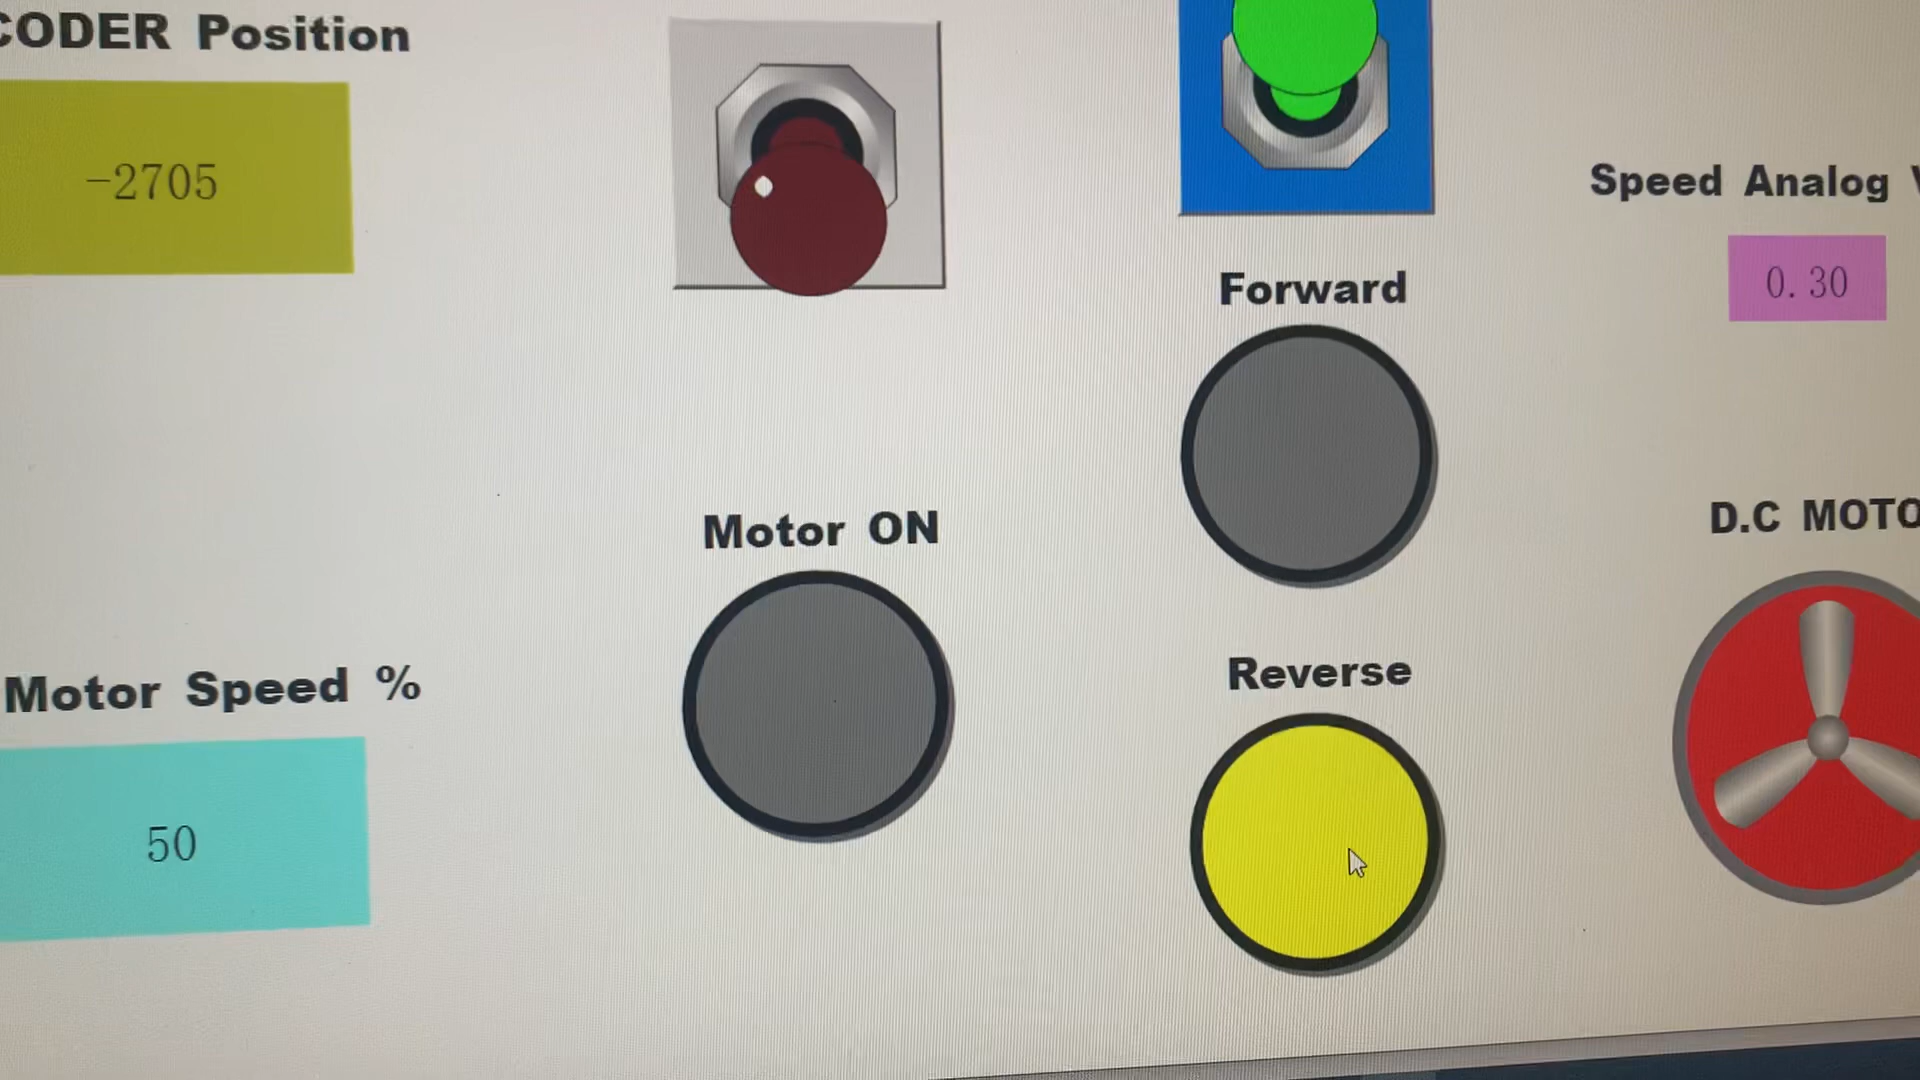 CODER Position
-2705
Speed Analog
0.30
Forward
Motor ON
D.C MOTO
Reverse
Motor Speed %
50